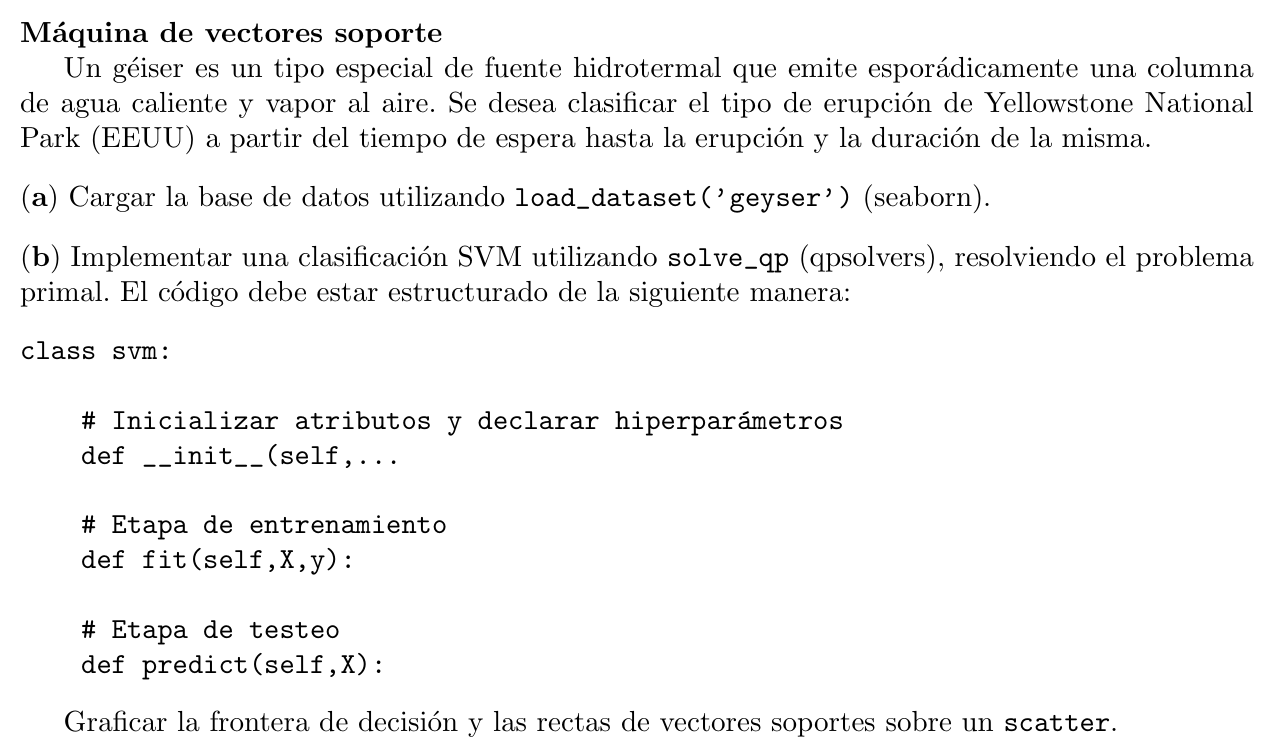 Máquina de vectores soporte
Un géiser es un tipo especial de fuente hidrotermal que emite esporádicamente una columna
de agua caliente y vapor al aire. Se desea clasificar el tipo de erupción de Yellowstone National
Park (EEUU) a partir del tiempo de espera hasta la erupción y la duración de la misma.
(a) Cargar la base de datos utilizando load_dataset('geyser') (seaborn).
(b) Implementar una clasificación SVM utilizando solve_qp (qpsolvers), resolviendo el problema
primal. El código debe estar estructurado de la siguiente manera:
class svm:
# Inicializar atributos y declarar hiperparámetros
def __init__(self,...
# Etapa de entrenamiento
def fit(self,X,y):
# Etapa de testeo
def predict(self,X):
Graficar la frontera de decisión y las rectas de vectores soportes sobre un scatter.